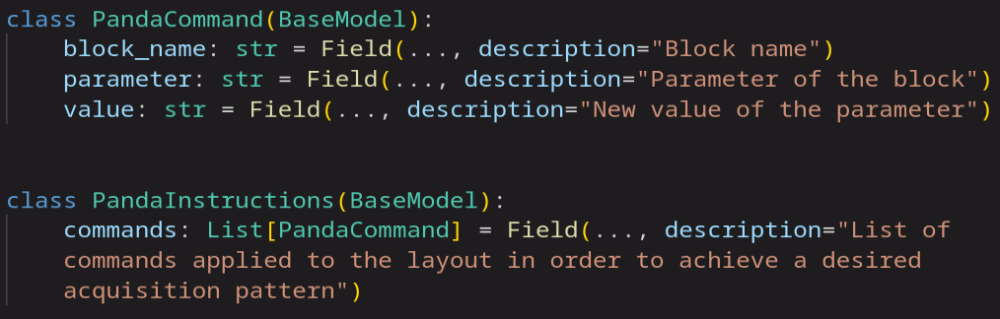 class PandaCommand(BaseModel):
    block_name: str = Field(..., description="Block name")
    parameter: str = Field(..., description="Parameter of the block")
    value: str = Field(..., description="New value of the parameter")
class PandaInstructions(BaseModel):
    commands: List[PandaCommand] = Field(..., description="List of
    commands applied to the layout in order to achieve a desired
    acquisition pattern")